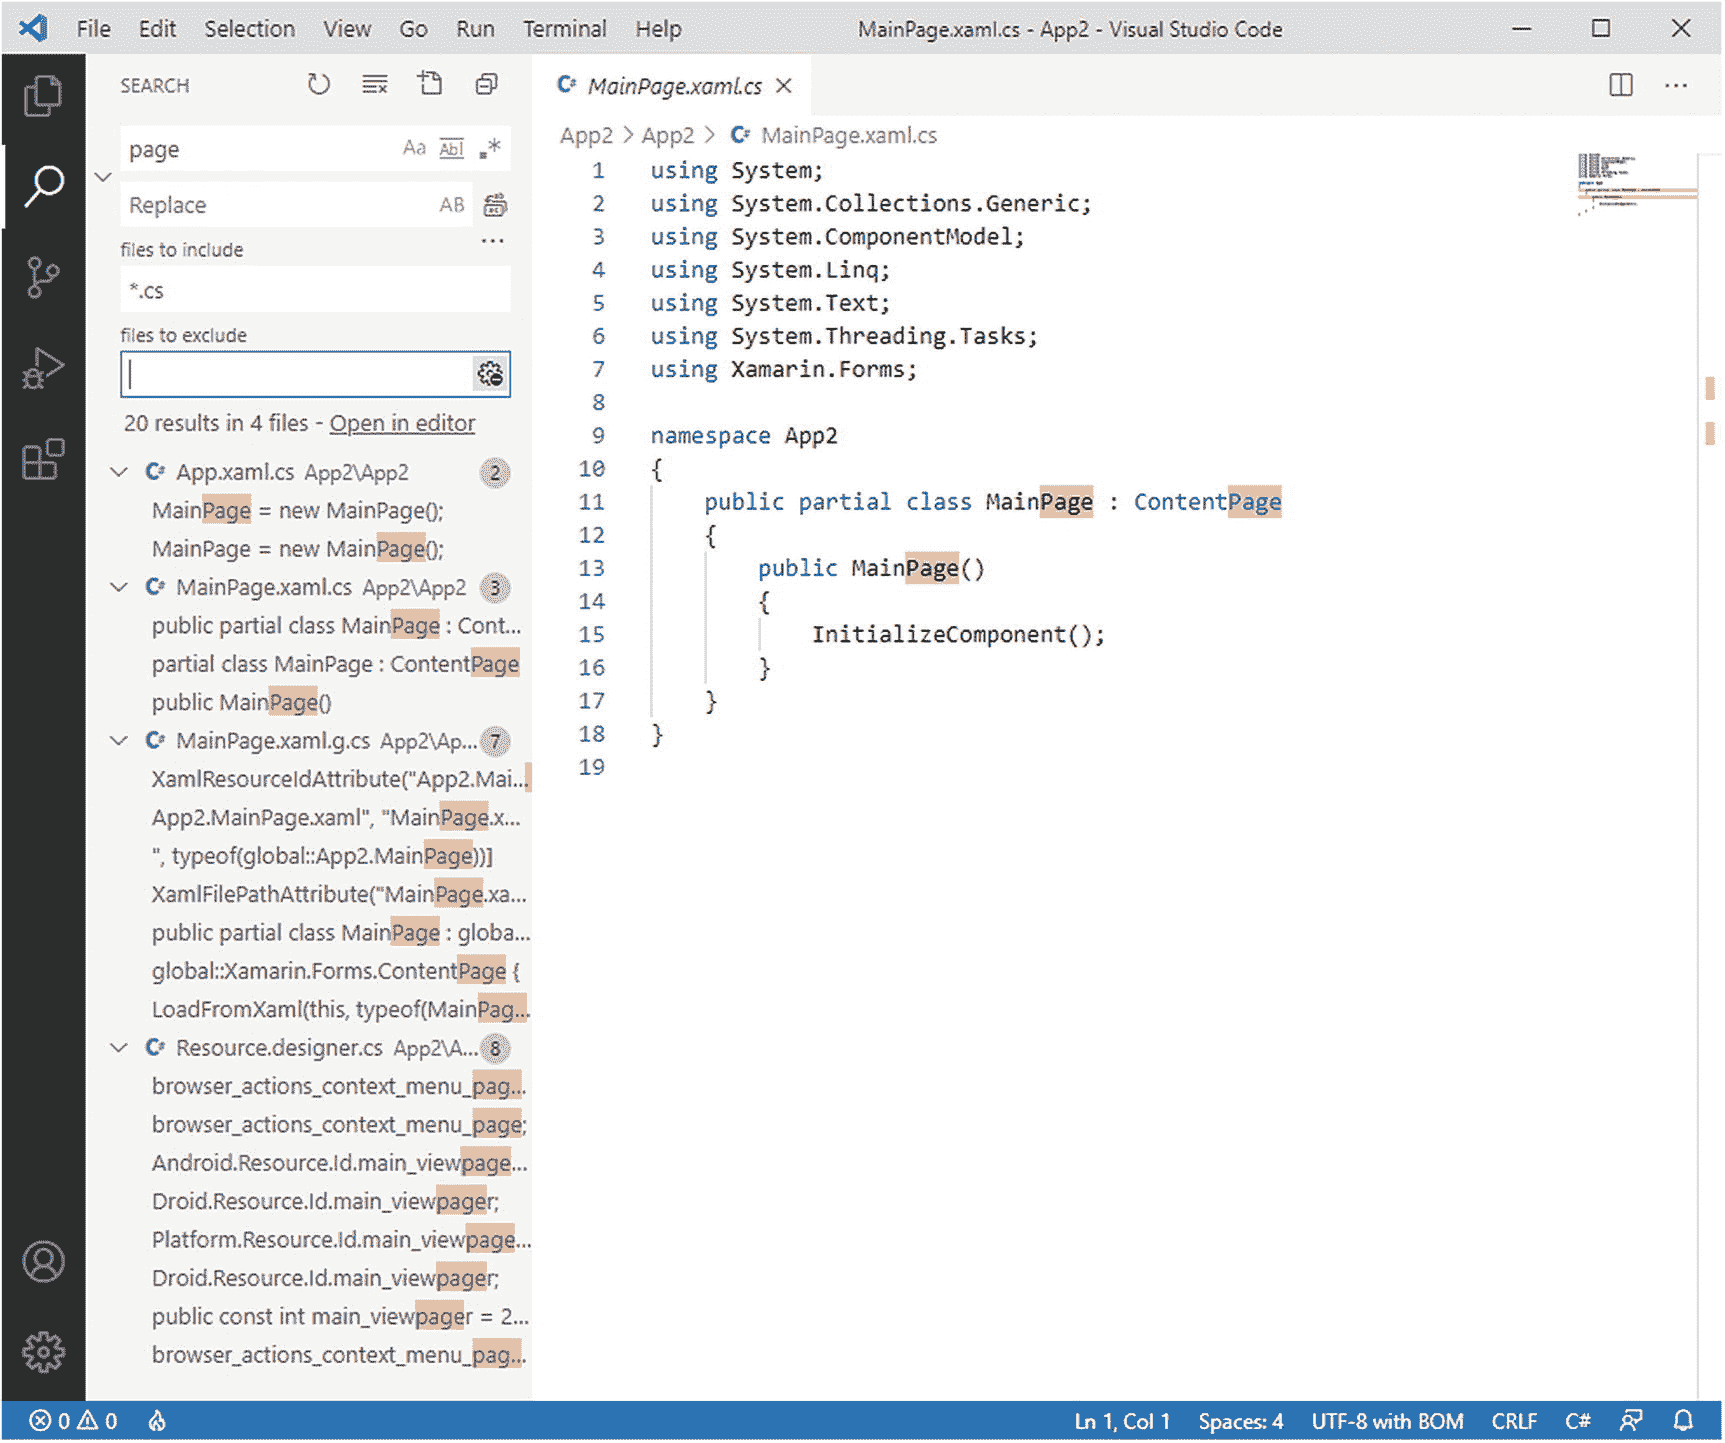 File Edit Selection View Go Run Terminal Help MainPage.xaml.cs - App2 - Visual Studio Code
SEARCH
page Aa Abl .*
Replace AB
files to include ...
*.cs
files to exclude
20 results in 4 files - Open in editor
App.xaml.cs App2\App2 2
MainPage = new MainPage();
MainPage = new MainPage();
MainPage.xaml.cs App2\App2 3
public partial class MainPage : Cont...
partial class MainPage : ContentPage
public MainPage()
MainPage.xaml.g.cs App2\Ap... 7
XamlResourceIdAttribute("App2.Mai...
App2.MainPage.xaml", "MainPage.x...
", typeof(global::App2.MainPage))]
XamlFilePathAttribute("MainPage.xa...
public partial class MainPage : globa...
global::Xamarin.Forms.ContentPage {
LoadFromXaml(this, typeof(MainPag...
Resource.designer.cs App2\A... 8
browser_actions_context_menu_pag...
browser_actions_context_menu_page;
Android.Resource.Id.main_viewpage...
Droid.Resource.Id.main_viewpager;
Platform.Resource.Id.main_viewpage...
Droid.Resource.Id.main_viewpager;
public const int main_viewpager = 2...
browser_actions_context_menu_pag...
C# MainPage.xaml.cs
App2 > App2 > C# MainPage.xaml.cs
1 using System;
2 using System.Collections.Generic;
3 using System.ComponentModel;
4 using System.Linq;
5 using System.Text;
6 using System.Threading.Tasks;
7 using Xamarin.Forms;
8
9 namespace App2
10 {
11 public partial class MainPage : ContentPage
12 {
13 public MainPage()
14 {
15 InitializeComponent();
16 }
17 }
18 }
19
0 0 Ln 1, Col 1 Spaces: 4 UTF-8 with BOM CRLF C#